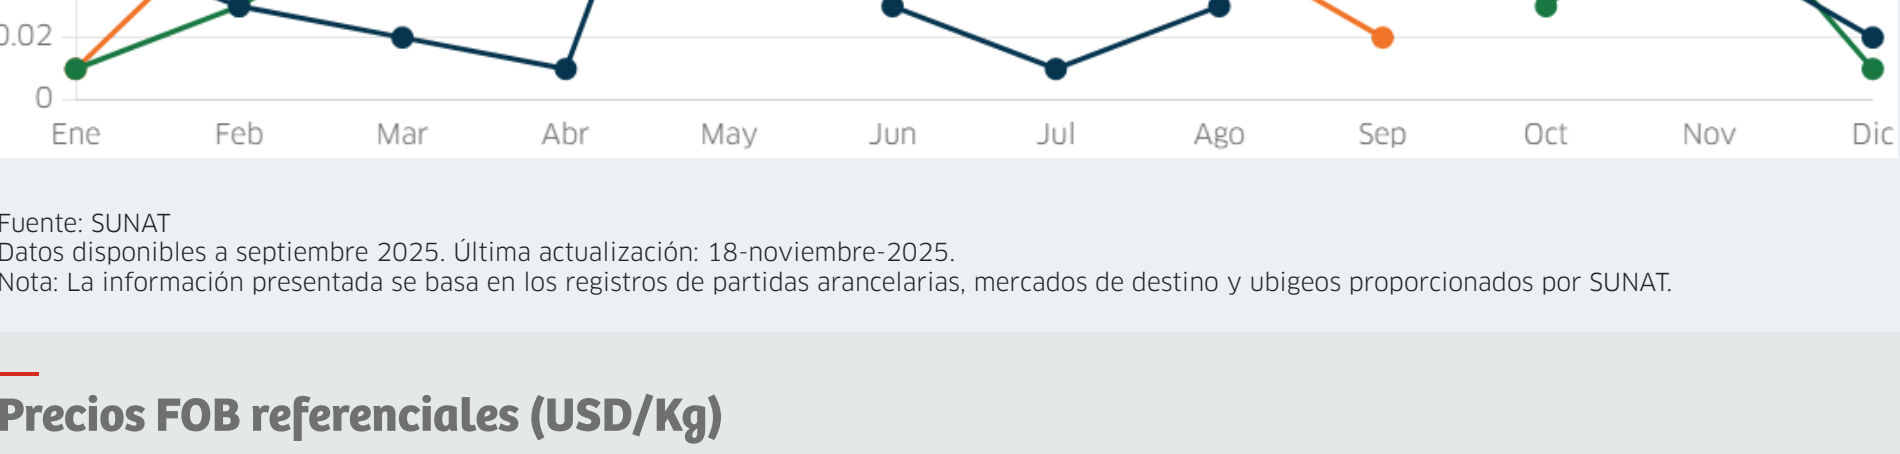 0.02
0
Ene Feb Mar Abr May Jun Jul Ago Sep Oct Nov Dic
Fuente: SUNAT
Datos disponibles a septiembre 2025. Última actualización: 18-noviembre-2025.
Nota: La información presentada se basa en los registros de partidas arancelarias, mercados de destino y ubigeos proporcionados por SUNAT.
Precios FOB referenciales (USD/Kg)